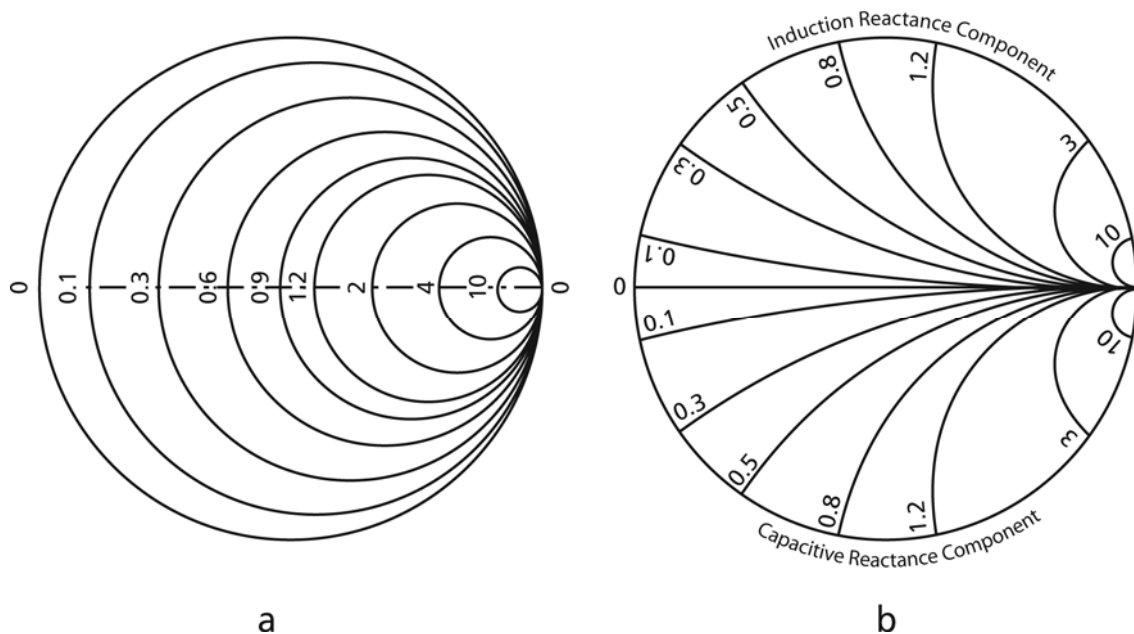 0 0.1 0.3 0.6 0.9 1.2 2 4 10 0
a
Induction Reactance Component
0.8 1.2
0.5
0.3 3
0.1 10
0
0.1 10
0.3 3
0.5
0.8 1.2
Capacitive Reactance Component
b